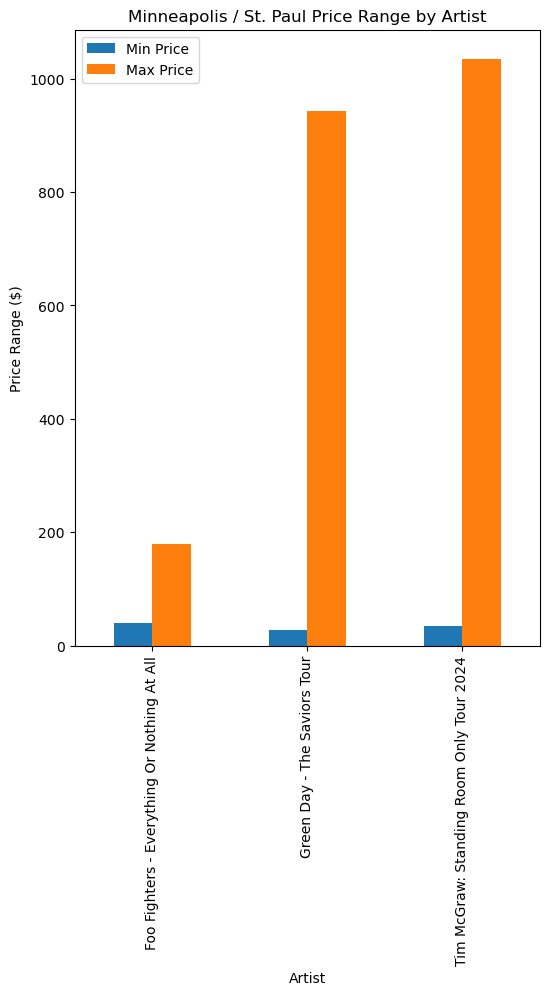 Minneapolis / St. Paul Price Range by Artist
Min Price
Max Price
Price Range ($)
1000
800
600
400
200
0
Foo Fighters - Everything Or Nothing At All
Green Day - The Saviors Tour
Tim McGraw: Standing Room Only Tour 2024
Artist